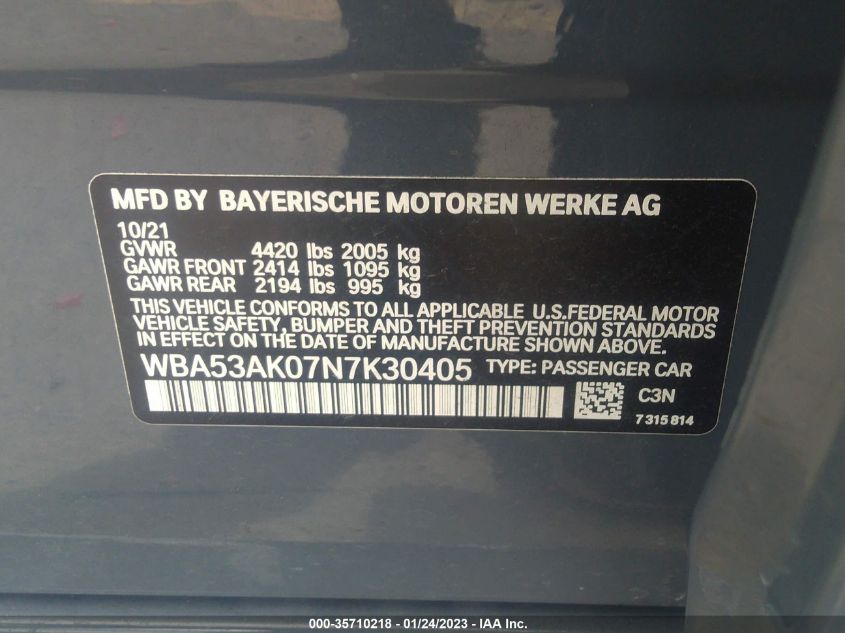 MFD BY BAYERISCHE MOTOREN WERKE AG
10/21
GVWR 4420 lbs 2005 kg
GAWR FRONT 2414 lbs 1095 kg
GAWR REAR 2194 lbs 995 kg
THIS VEHICLE CONFORMS TO ALL APPLICABLE U.S.FEDERAL MOTOR
VEHICLE SAFETY, BUMPER AND THEFT PREVENTION STANDARDS
IN EFFECT ON THE DATE OF MANUFACTURE SHOWN ABOVE.
WBA53AK07N7K30405 TYPE: PASSENGER CAR
C3N
7315814
000-35710218 - 01/24/2023 - IAA Inc.